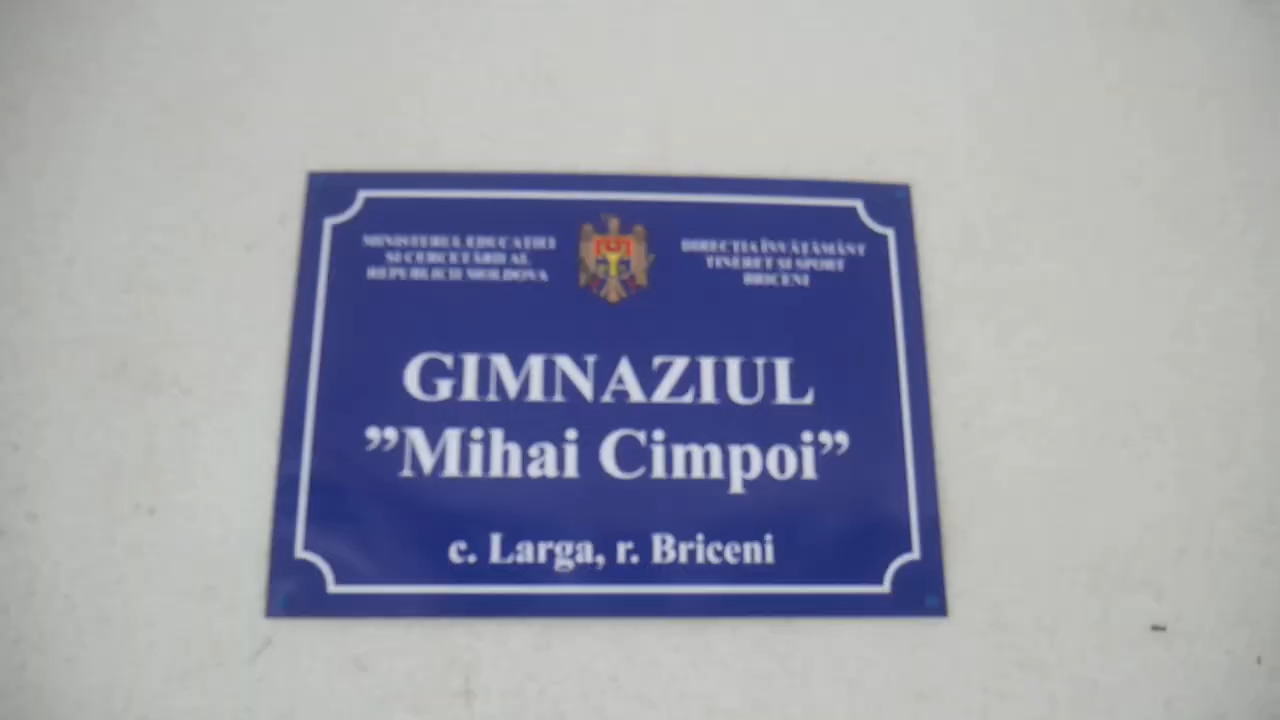 MINISTERUL EDUCAȚIEI
ȘI CERCETĂRII AL
REPUBLICII MOLDOVA
DIRECȚIA ÎNVĂȚĂMÂNT
TINERET ȘI SPORT
BRICENI
GIMNAZIUL
”Mihai Cimpoi”
c. Larga, r. Briceni